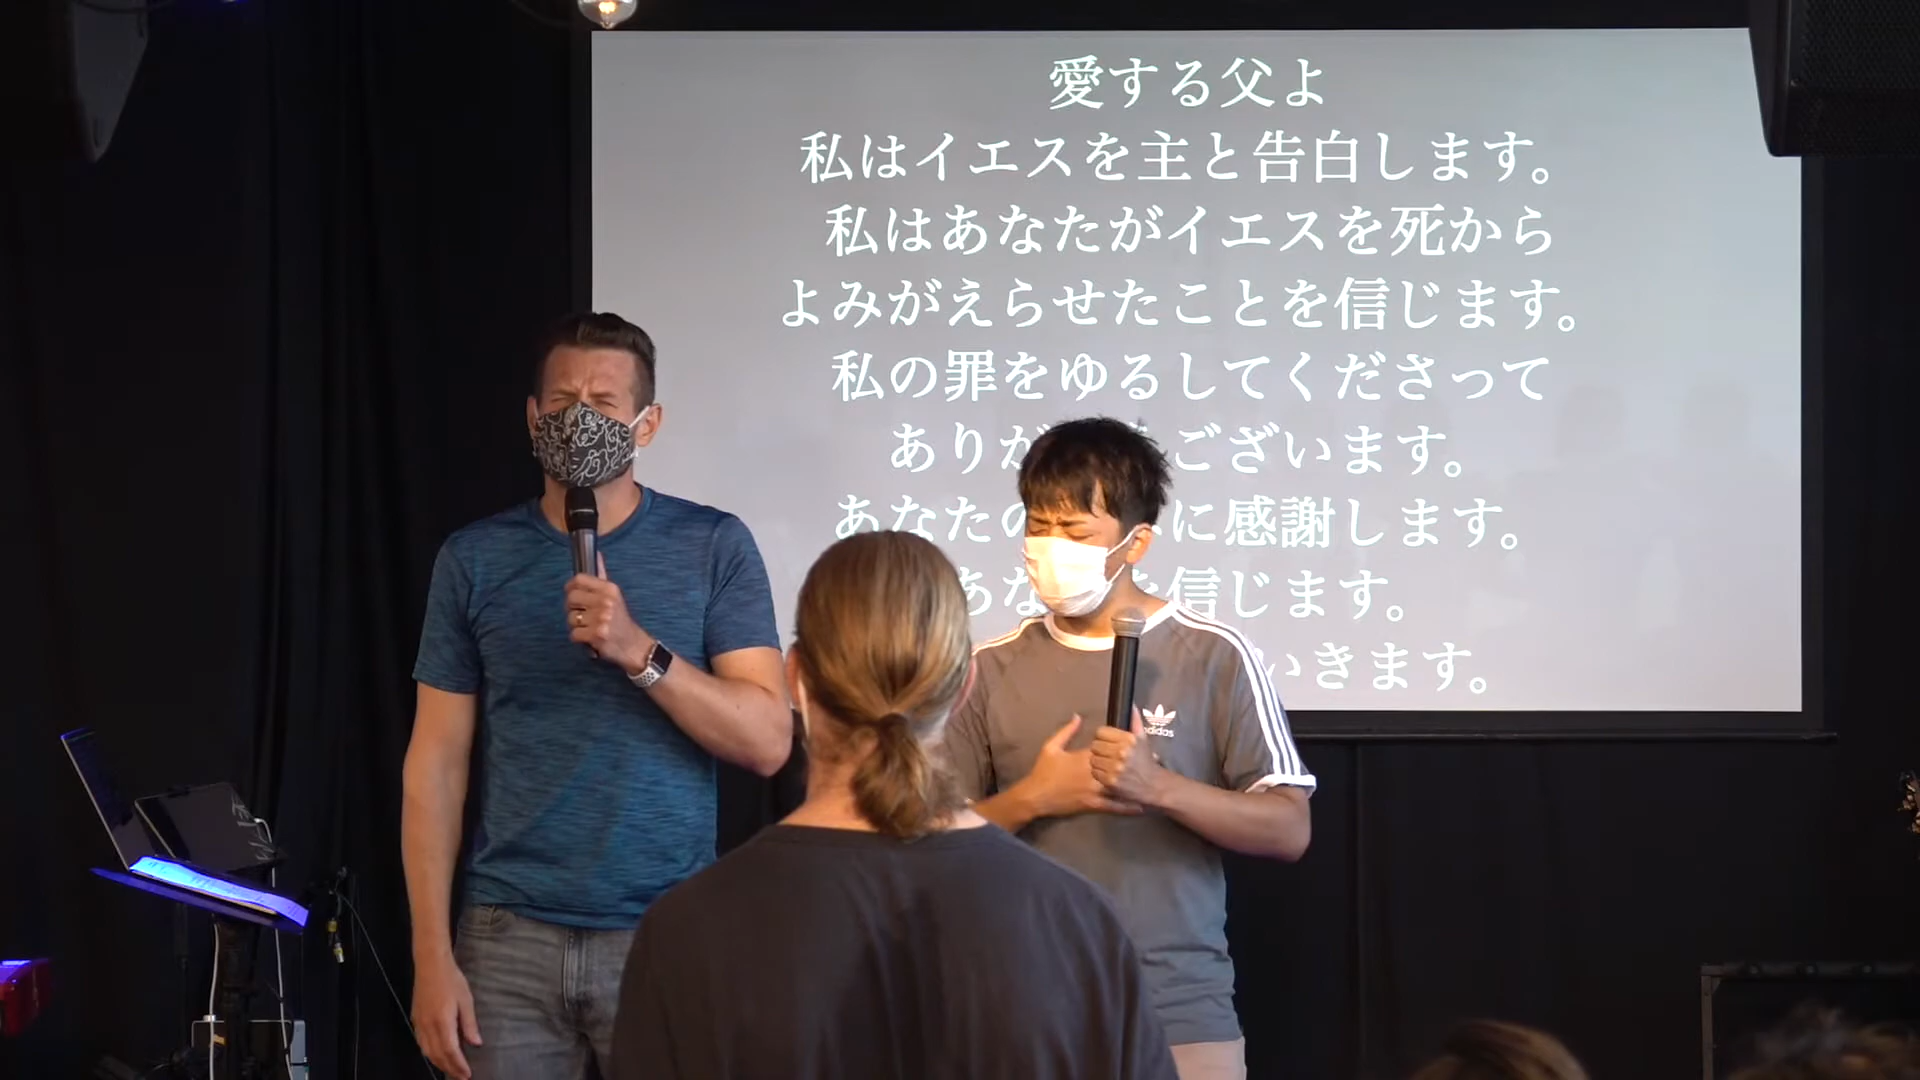 愛する父よ
私はイエスを主と告白します。
私はあなたがイエスを死から
よみがえらせたことを信じます。
私の罪をゆるしてくださって
ありが ございます。
あなたの に感謝します。
あな を信じます。
いきます。
adidas